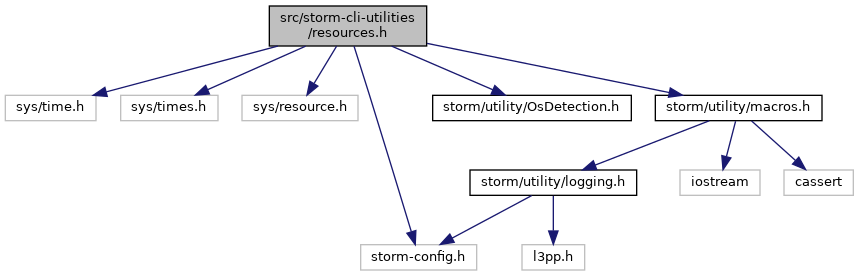 src/storm-cli-utilities
/resources.h
sys/time.h
sys/times.h
sys/resource.h
storm/utility/OsDetection.h
storm/utility/macros.h
storm/utility/logging.h
iostream
cassert
storm-config.h
l3pp.h